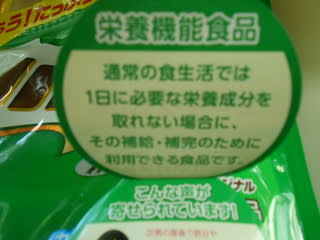 栄養機能食品
通常の食生活では
1日に必要な栄養成分を
取れない場合に、
その補給・補完のために
利用できる食品です。
こんな声が
寄せられています!
ジナル